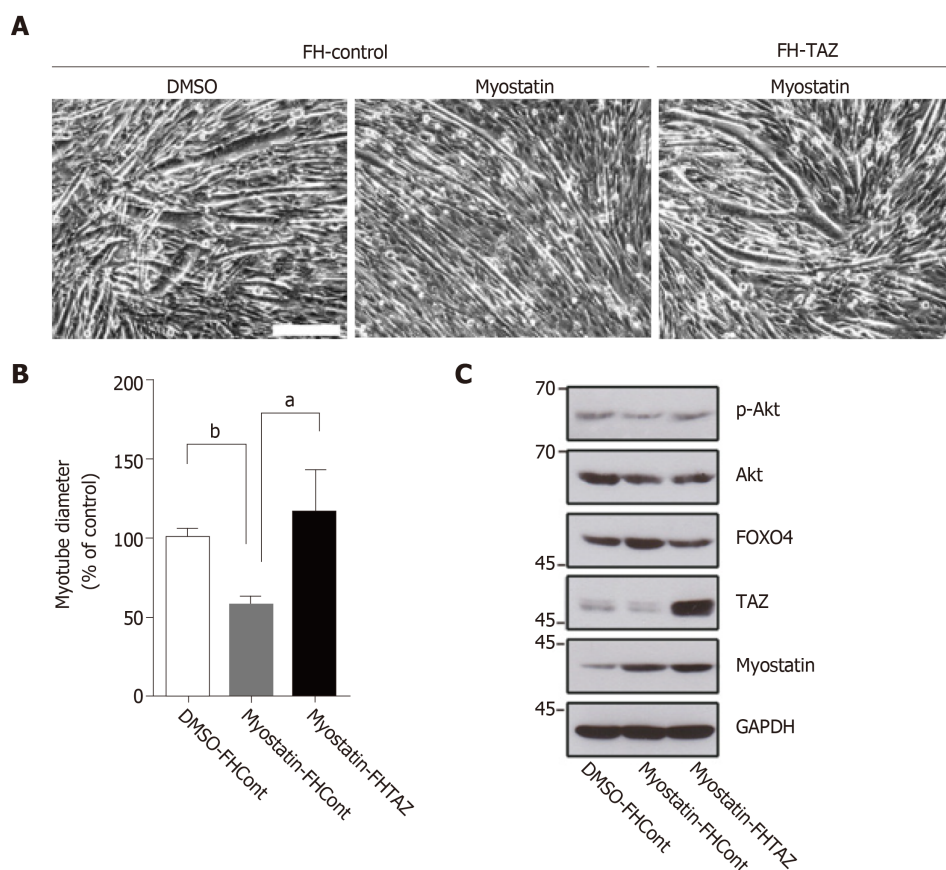 A
FH-control
FH-TAZ
DMSO
Myostatin
Myostatin
B
200
150
100
50
0
Myotube diameter
(% of control)
b
a
DMSO-FHCont
Myostatin-FHCont
Myostatin-FHTAZ
C
70
p-Akt
70
Akt
FOXO4
45
TAZ
45
45
Myostatin
45
GAPDH
DMSO-FHCont
Myostatin-FHCont
Myostatin-FHTAZ